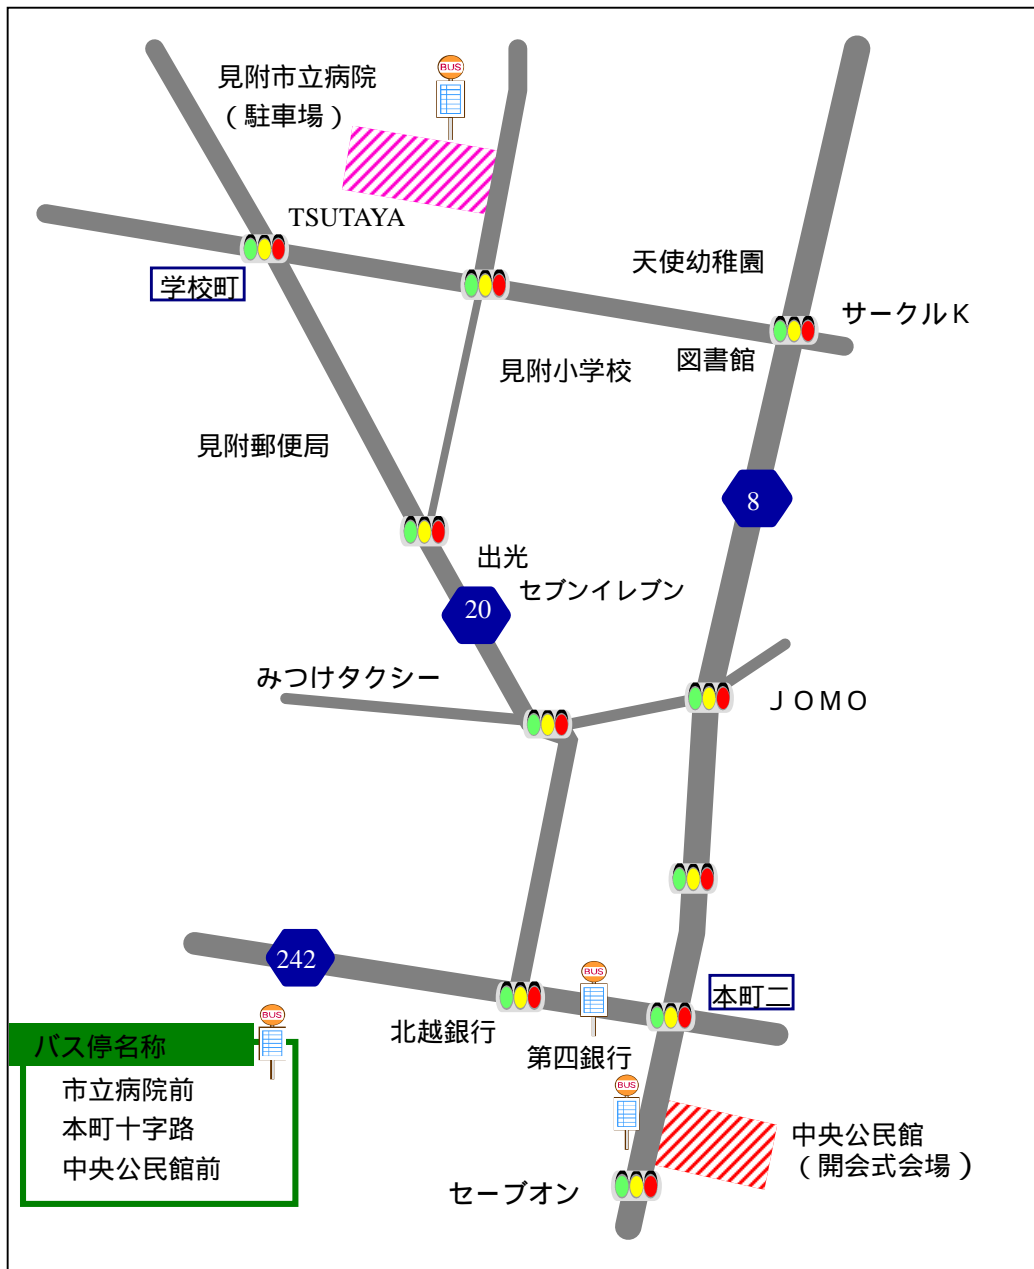 見附市立病院
（駐車場）
BUS
TSUTAYA
学校町
天使幼稚園
サークルＫ
図書館
見附小学校
見附郵便局
8
出光
セブンイレブン
20
みつけタクシー
ＪＯＭＯ
242
BUS
本町二
北越銀行
第四銀行
BUS
バス停名称
BUS
市立病院前
本町十字路
中央公民館前
中央公民館
（開会式会場）
セーブオン